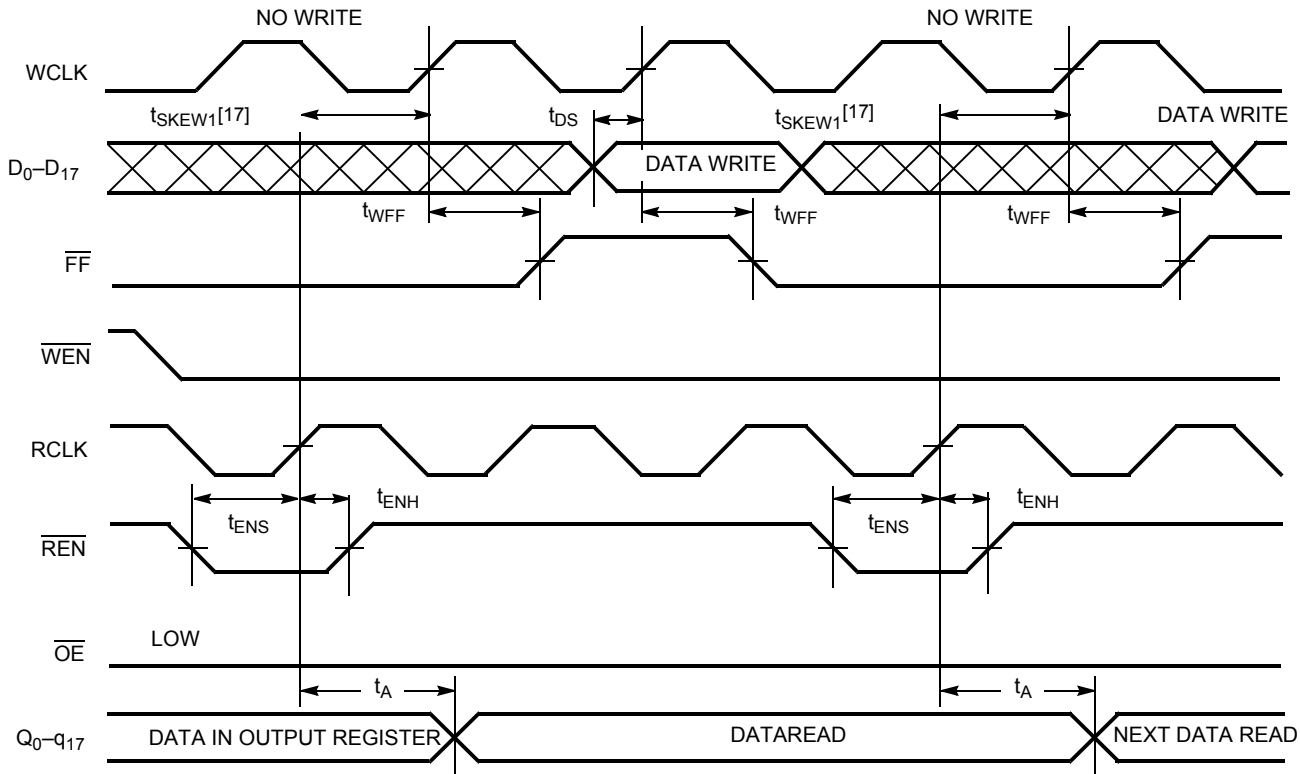 NO WRITE NO WRITE
WCLK
tSKEW1[17] tDS tSKEW1[17] DATA WRITE
D0–D17 DATA WRITE
tWFF tWFF tWFF
FF
WEN
RCLK
tENS tENH tENS tENH
REN
OE LOW
tA tA
Q0–q17 DATA IN OUTPUT REGISTER DATAREAD NEXT DATA READ